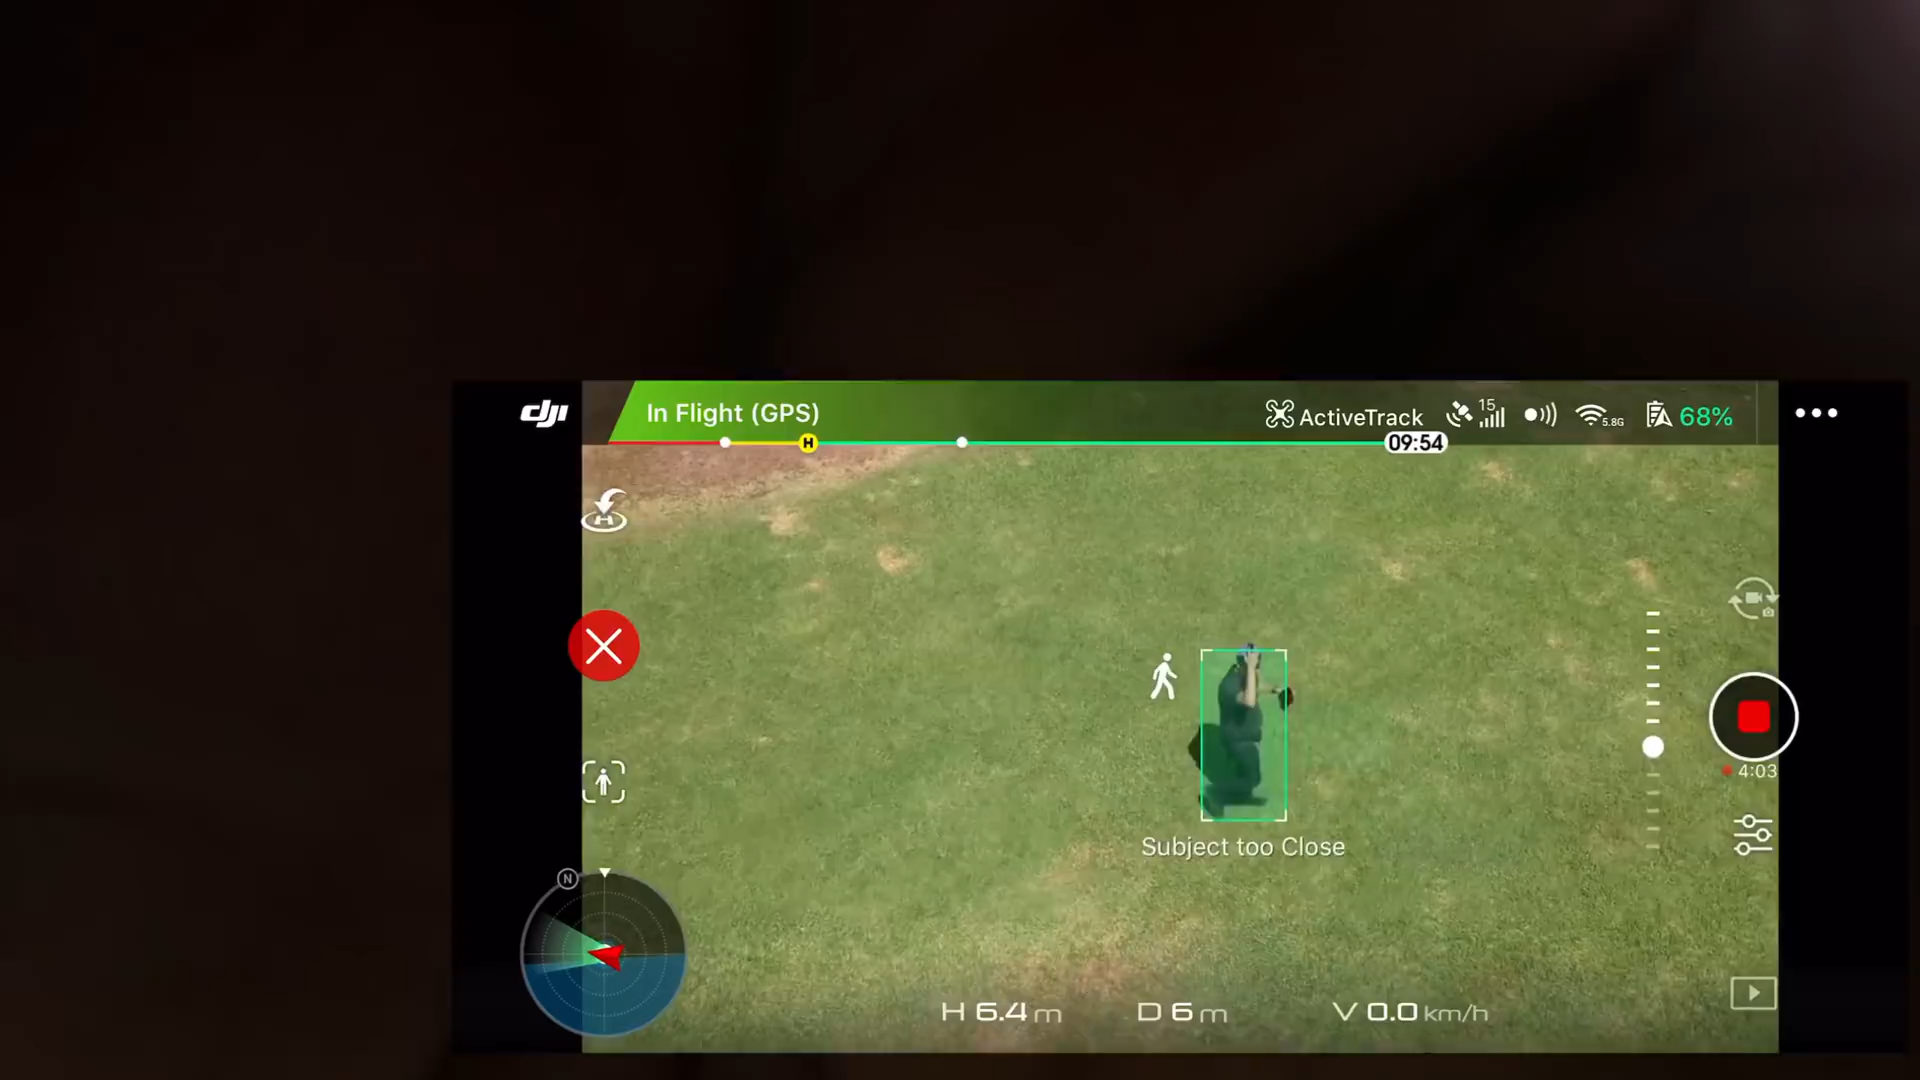 dji
In Flight (GPS)
ActiveTrack
15
5.8G
68%
H
09:54
H
4:03
Subject too Close
N
H 6.4 m
D 6 m
V 0.0 km/h